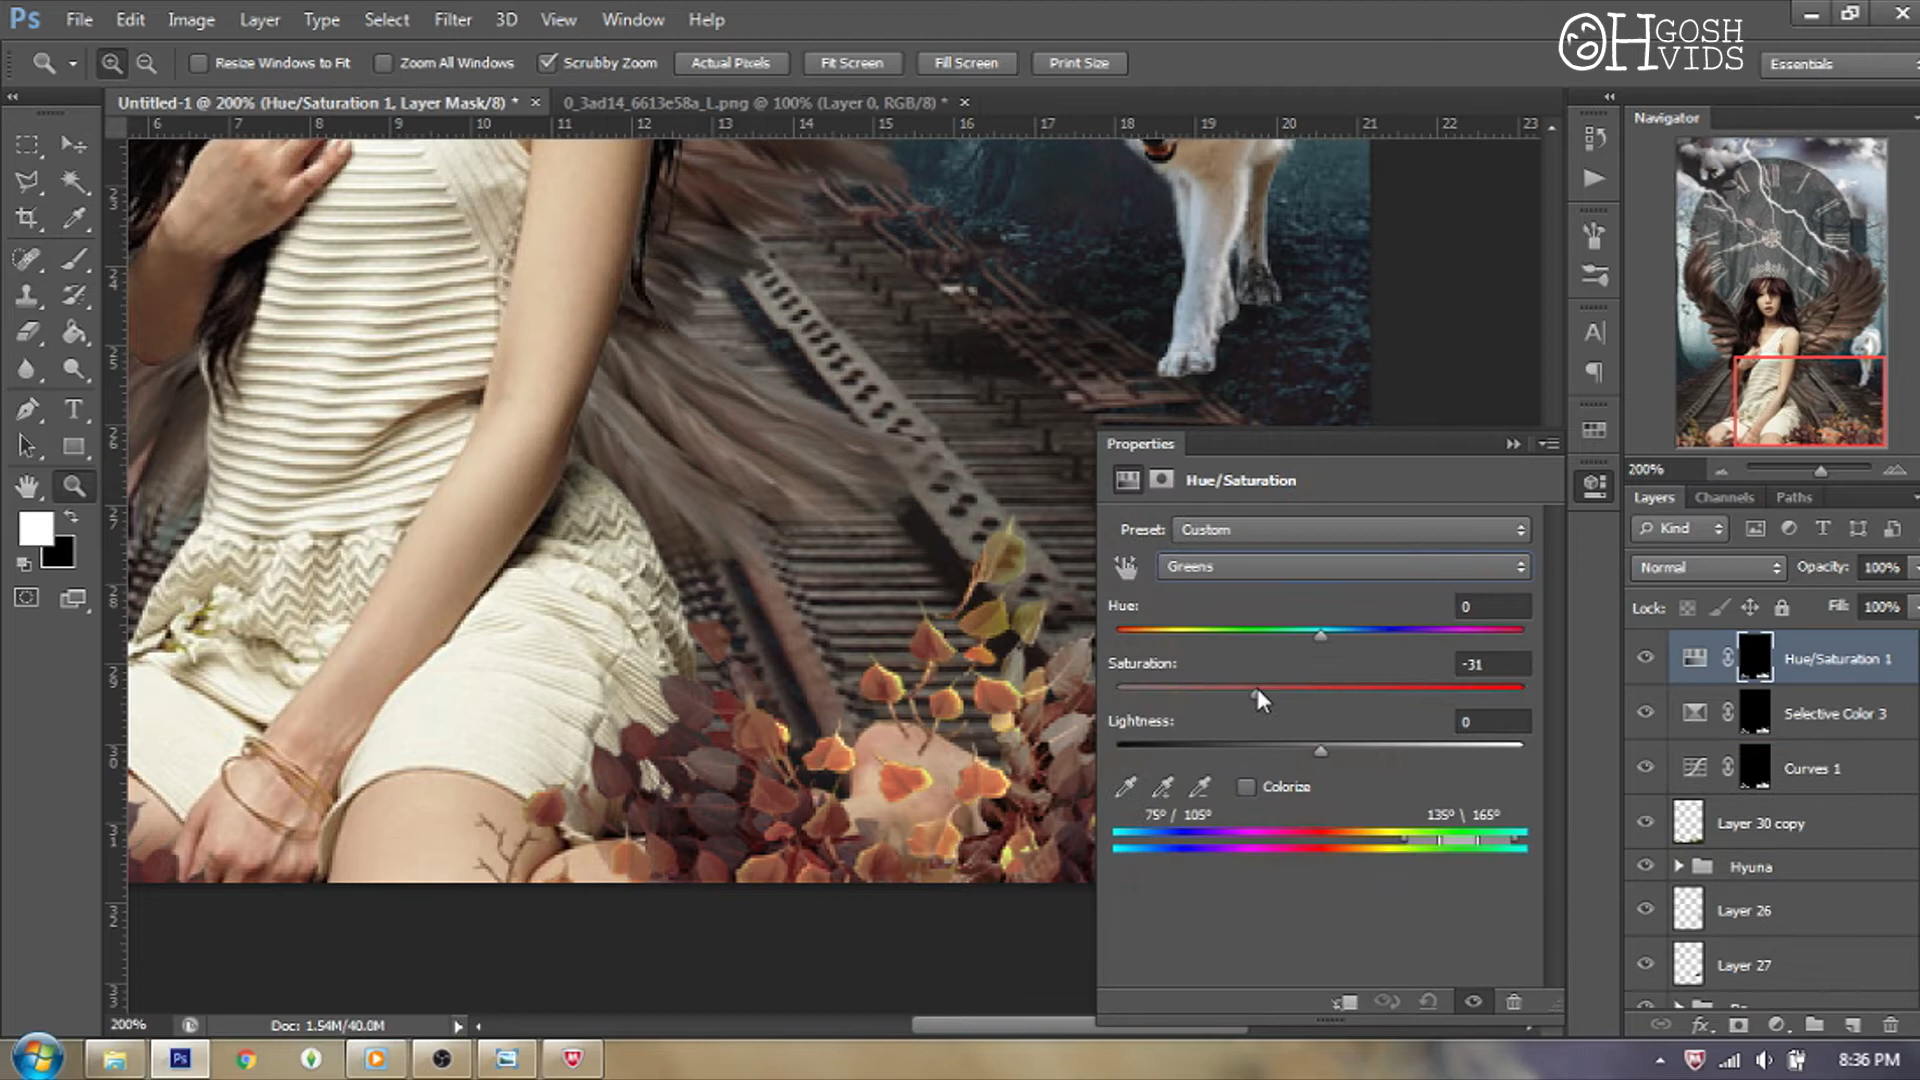 Ps File Edit Image Layer Type Select Filter 3D View Window Help
OH GOSH VIDS
Resize Windows to Fit Zoom All Windows Scrubby Zoom Actual Pixels Fit Screen Fill Screen Print Size Essentials
Untitled-1 @ 200% (Hue/Saturation 1, Layer Mask/8) * × 0_3ad14_6613e58a_L.png @ 100% (Layer 0, RGB/8) * ×
6 7 8 9 10 11 12 13 14 15 16 17 18 19 20 21 22 23
Navigator
200%
Properties
Hue/Saturation
Preset: Custom
Greens
Hue: 0
Saturation: -31
Lightness: 0
Colorize
75° / 105° 135° \ 165°
Layers Channels Paths
Kind
Normal Opacity: 100%
Lock: Fill: 100%
Hue/Saturation 1
Selective Color 3
Curves 1
Layer 30 copy
Hyuna
Layer 26
Layer 27
200% Doc: 1.54M/40.0M
Ps 8:36 PM